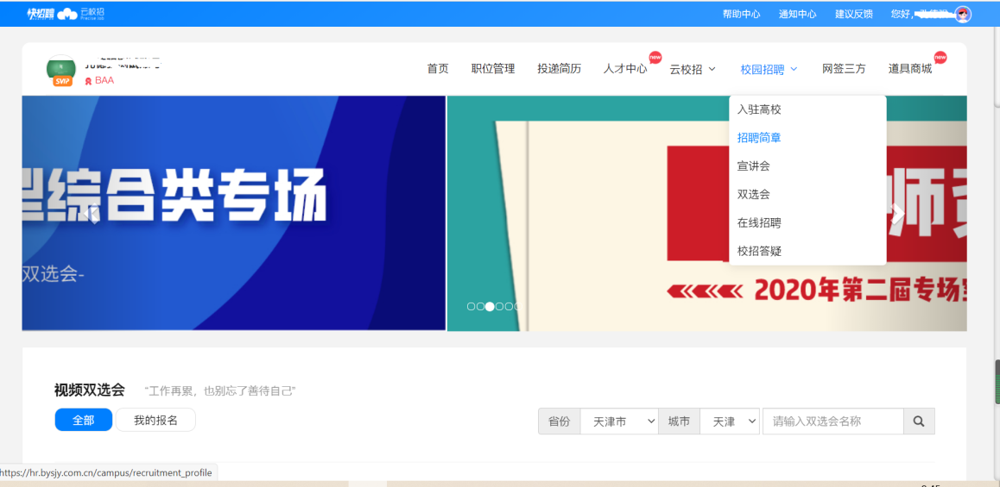 快招聘 云校招 帮助中心 通知中心 建议反馈 您好,
SVIP
BAA
首页 职位管理 投递简历 人才中心 new 云校招 校园招聘 网签三方 道具商城 new
入驻高校
招聘简章
宣讲会
双选会
在线招聘
校招答疑
综合类专场
双选会-
师
2020年第二届专场
视频双选会 “工作再累，也别忘了善待自己”
全部 我的报名 省份 天津市 城市 天津 请输入双选会名称
https://hr.bysjy.com.cn/campus/recruitment_profile